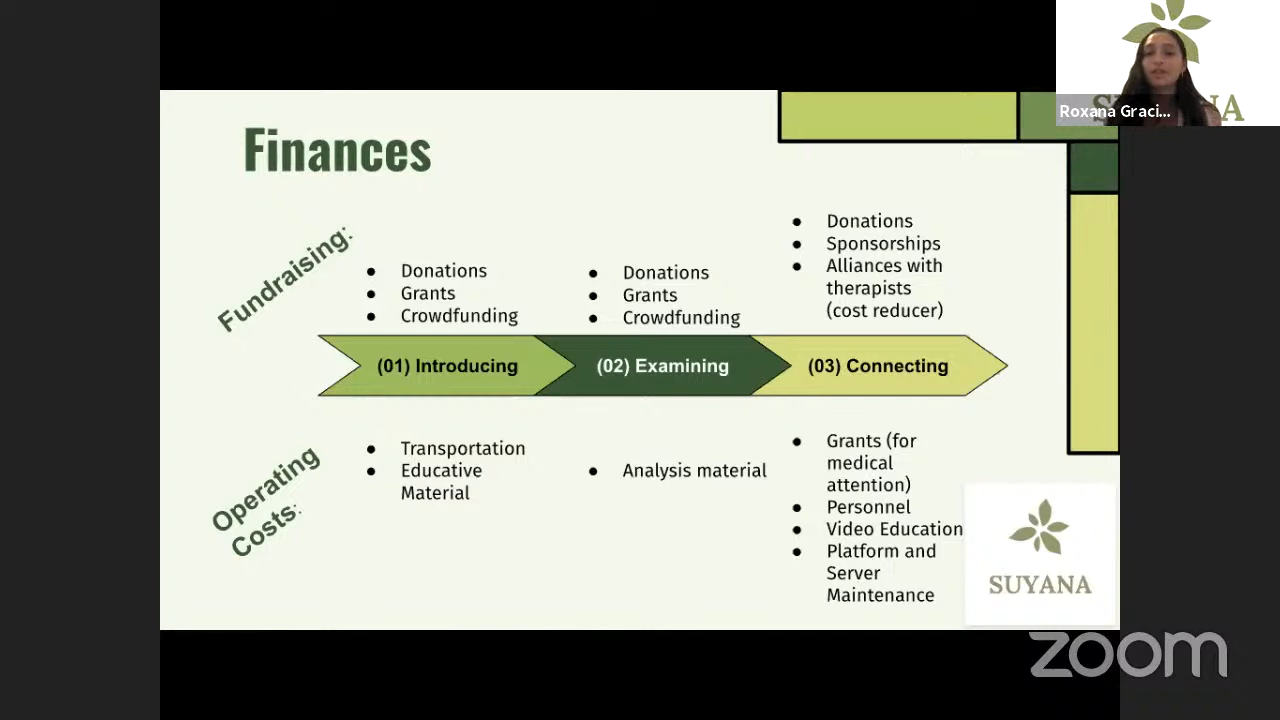 Roxana Graci...
Finances
Fundraising:
Donations
Grants
Crowdfunding
Donations
Grants
Crowdfunding
Donations
Sponsorships
Alliances with
therapists
(cost reducer)
(01) Introducing
(02) Examining
(03) Connecting
Operating
Costs:
Transportation
Educative
Material
Analysis material
Grants (for
medical
attention)
Personnel
Video Education
Platform and
Server
Maintenance
SUYANA
zoom